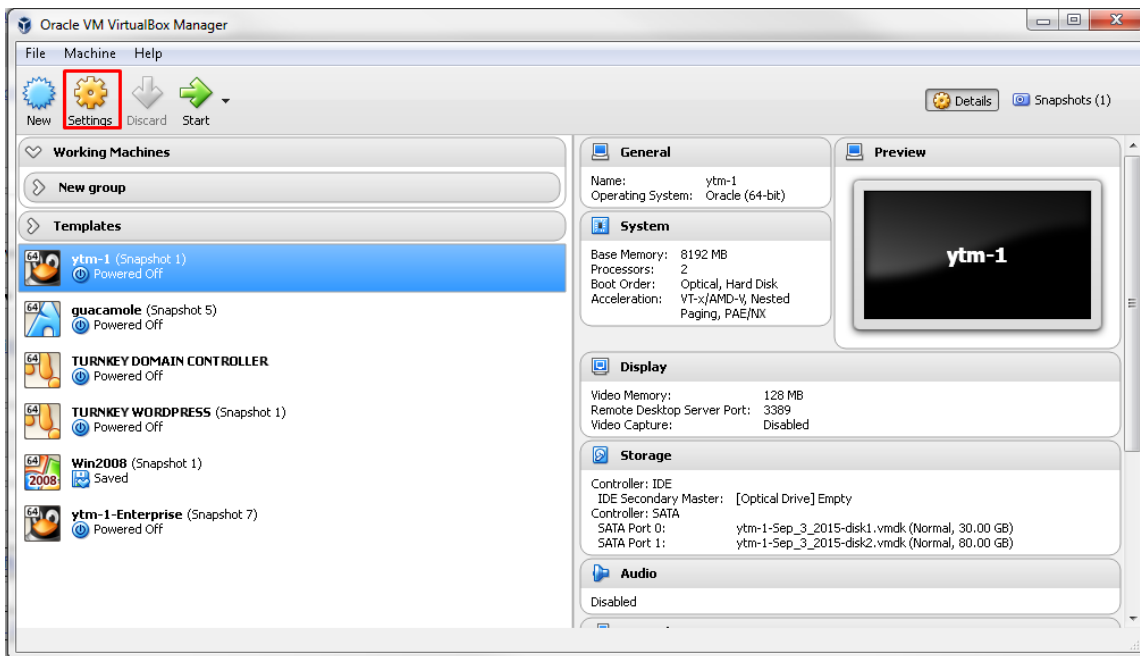 Oracle VM VirtualBox Manager
File Machine Help
New Settings Discard Start
Details Snapshots (1)
Working Machines
New group
Templates
64 ytm-1 (Snapshot 1)
Powered Off
64 guacamole (Snapshot 5)
Powered Off
64 TURNKEY DOMAIN CONTROLLER
Powered Off
64 TURNKEY WORDPRESS (Snapshot 1)
Powered Off
64 Win2008 (Snapshot 1)
2008 Saved
64 ytm-1-Enterprise (Snapshot 7)
Powered Off
General
Name: ytm-1
Operating System: Oracle (64-bit)
System
Base Memory: 8192 MB
Processors: 2
Boot Order: Optical, Hard Disk
Acceleration: VT-x/AMD-V, Nested
Paging, PAE/NX
Preview
ytm-1
Display
Video Memory: 128 MB
Remote Desktop Server Port: 3389
Video Capture: Disabled
Storage
Controller: IDE
IDE Secondary Master: [Optical Drive] Empty
Controller: SATA
SATA Port 0: ytm-1-Sep_3_2015-disk1.vmdk (Normal, 30.00 GB)
SATA Port 1: ytm-1-Sep_3_2015-disk2.vmdk (Normal, 80.00 GB)
Audio
Disabled